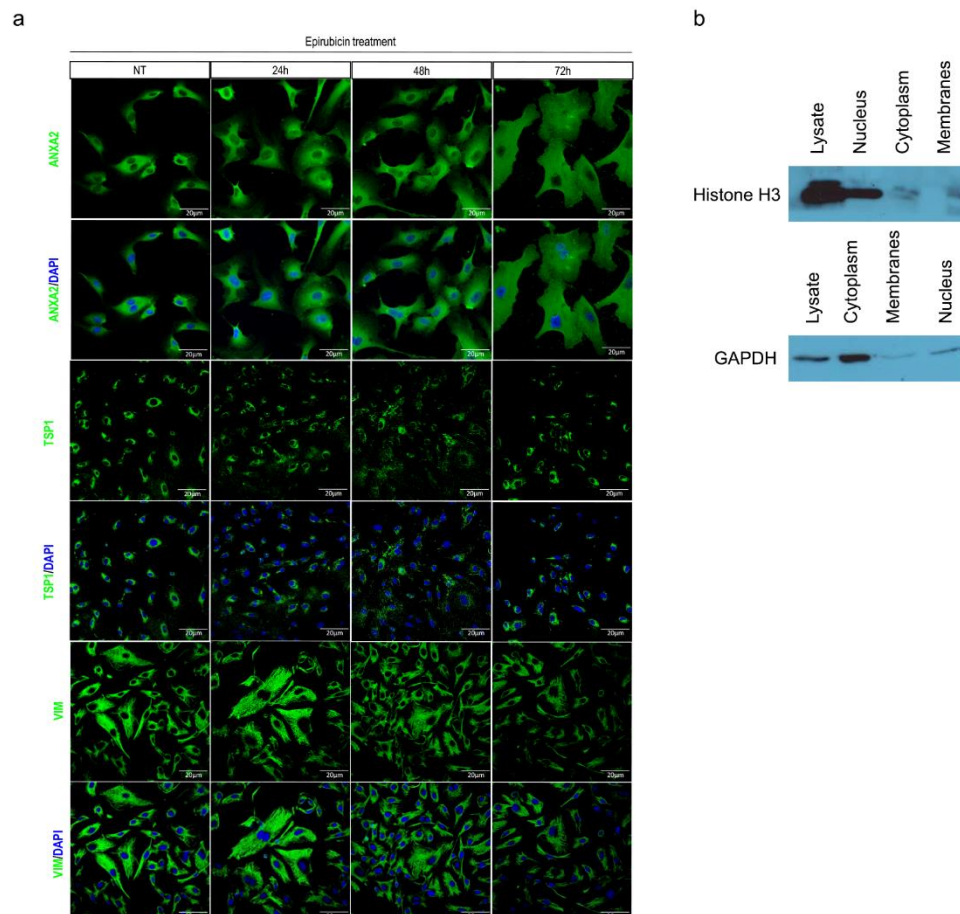 a
Epirubicin treatment
NT 24h 48h 72h
ANXA2
20μm 20μm 20μm 20μm
ANXA2/DAPI
20μm 20μm 20μm 20μm
TSP1
20μm 20μm 20μm 20μm
TSP1/DAPI
20μm 20μm 20μm 20μm
VIM
20μm 20μm 20μm 20μm
VIM/DAPI
b
Lysate Nucleus Cytoplasm Membranes
Histone H3
Lysate Cytoplasm Membranes Nucleus
GAPDH